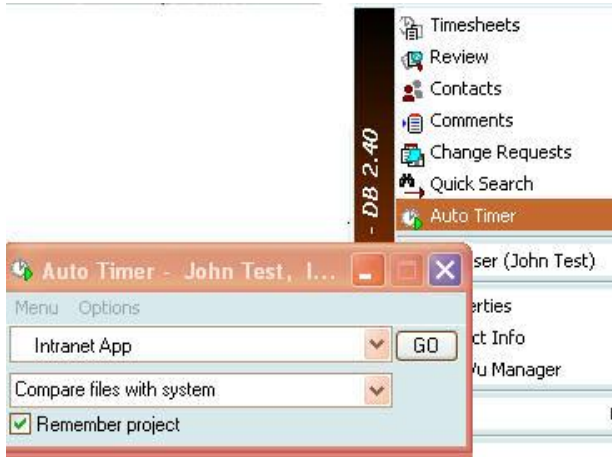 Timesheets
Review
Contacts
Comments
Change Requests
Quick Search
Auto Timer
- DB 2.40
ser (John Test)
erties
ct Info
Vu Manager
Auto Timer - John Test, I...
Menu Options
Intranet App
GO
Compare files with system
Remember project